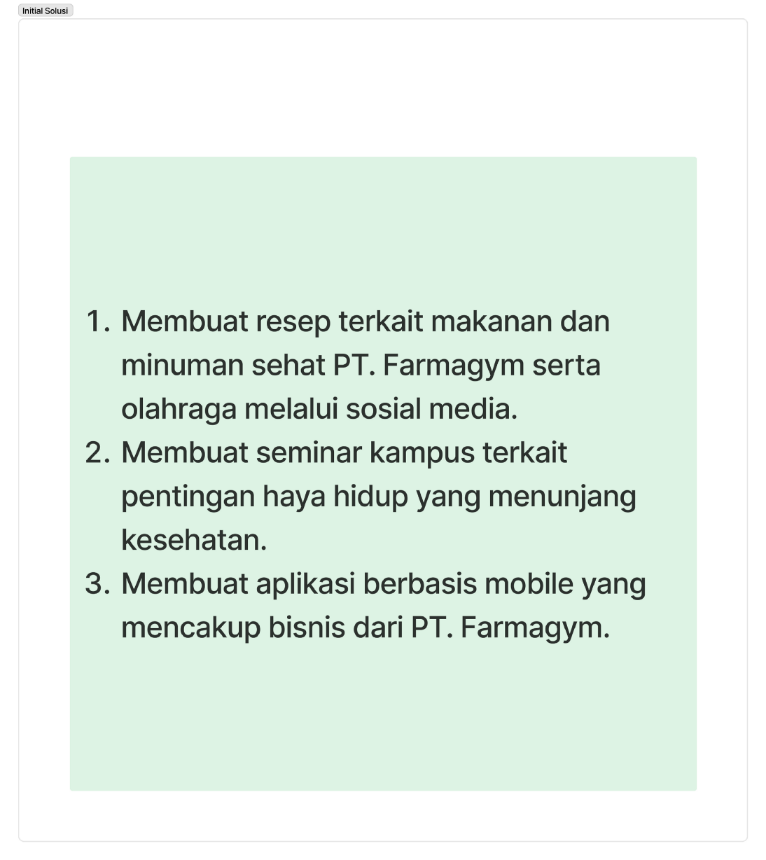 Initial Solusi
1. Membuat resep terkait makanan dan
minuman sehat PT. Farmagym serta
olahraga melalui sosial media.
2. Membuat seminar kampus terkait
pentingan haya hidup yang menunjang
kesehatan.
3. Membuat aplikasi berbasis mobile yang
mencakup bisnis dari PT. Farmagym.